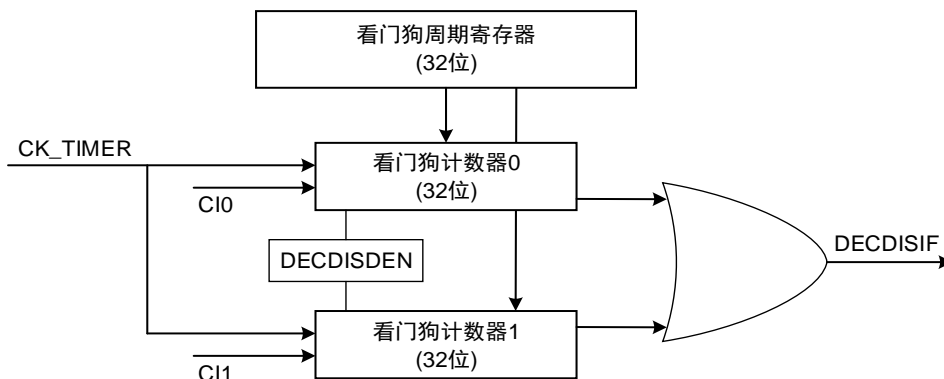 看门狗周期寄存器
(32位)
CK_TIMER
看门狗计数器0
(32位)
CI0
DECDISDEN
DECDISIF
看门狗计数器1
(32位)
CI1